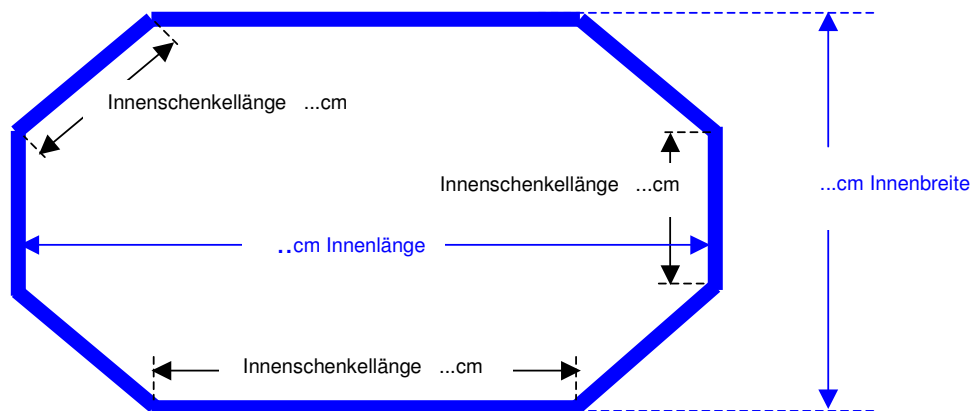 Innenschenkellänge ...cm
Innenschenkellänge ...cm
...cm Innenbreite
..cm Innenlänge
Innenschenkellänge ...cm